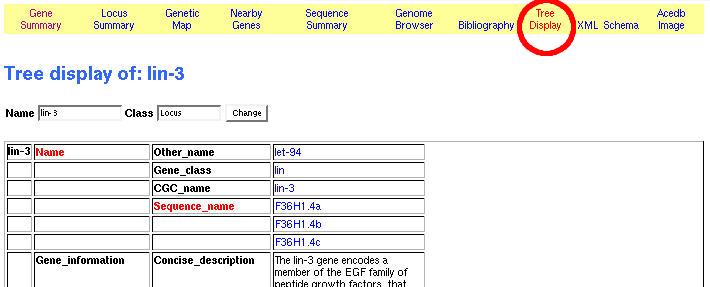 Gene Summary Locus Summary Genetic Map Nearby Genes Sequence Summary Genome Browser Bibliography Tree Display XML Schema Acedb Image
Tree display of: lin-3
Name lin-3 Class Locus Change
lin-3 Name Other_name let-94
Gene_class lin
CGC_name lin-3
Sequence_name F36H1.4a
F36H1.4b
F36H1.4c
Gene_information Concise_description The lin-3 gene encodes a
member of the EGF family of
peptide growth factors, that